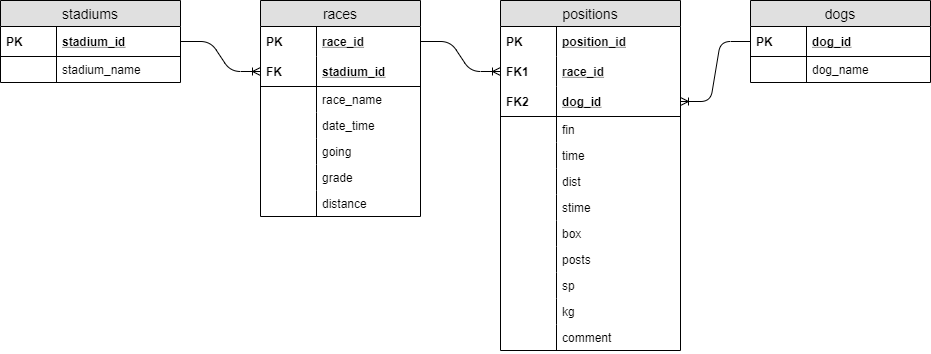 stadiums
PK stadium_id
stadium_name
races
PK race_id
FK stadium_id
race_name
date_time
going
grade
distance
positions
PK position_id
FK1 race_id
FK2 dog_id
fin
time
dist
stime
box
posts
sp
kg
comment
dogs
PK dog_id
dog_name